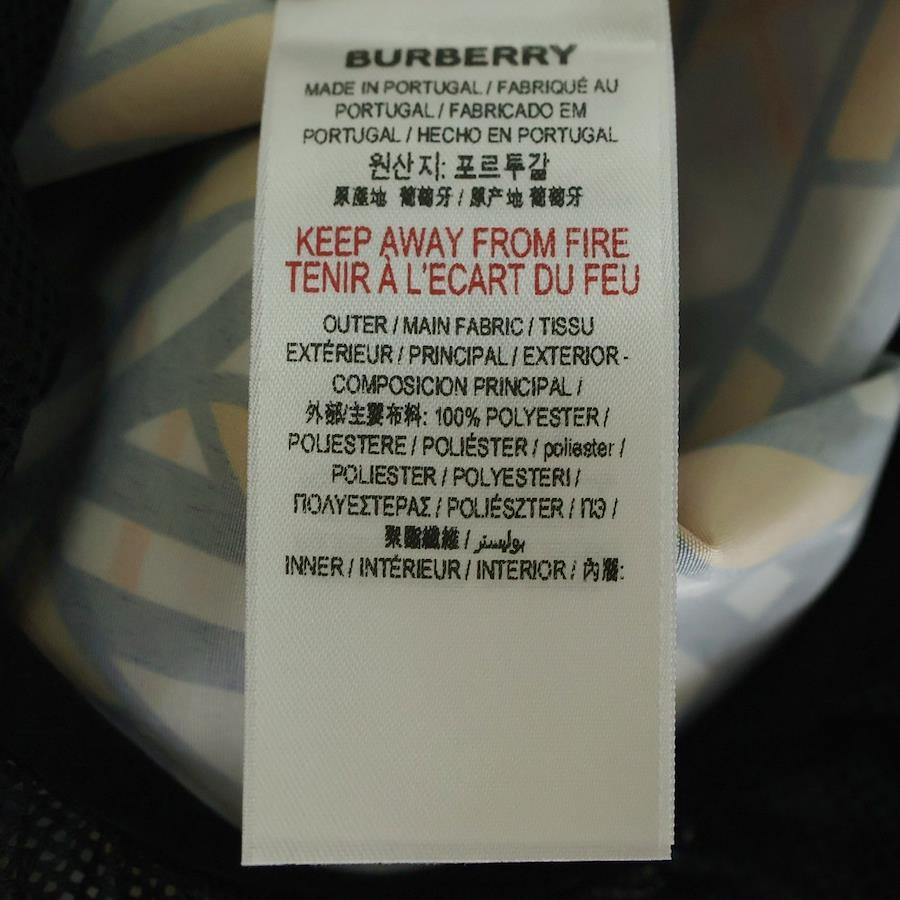 BURBERRY
MADE IN PORTUGAL / FABRIQUÉ AU
PORTUGAL / FABRICADO EM
PORTUGAL / HECHO EN PORTUGAL
원산지: 포르투갈
原產地 葡萄牙 / 原产地 葡萄牙
KEEP AWAY FROM FIRE
TENIR À L'ECART DU FEU
OUTER / MAIN FABRIC / TISSU
EXTÉRIEUR / PRINCIPAL / EXTERIOR -
COMPOSICION PRINCIPAL /
外部/主要布料: 100% POLYESTER /
POLIESTERE / POLIÉSTER / poliester /
POLIESTER / POLYESTERI /
ΠΟΛΥΕΣΤΕΡΑΣ / POLIÉSZTER / ПЭ /
聚酯纖維 / بوليستر
INNER / INTÉRIEUR / INTERIOR / 內層: